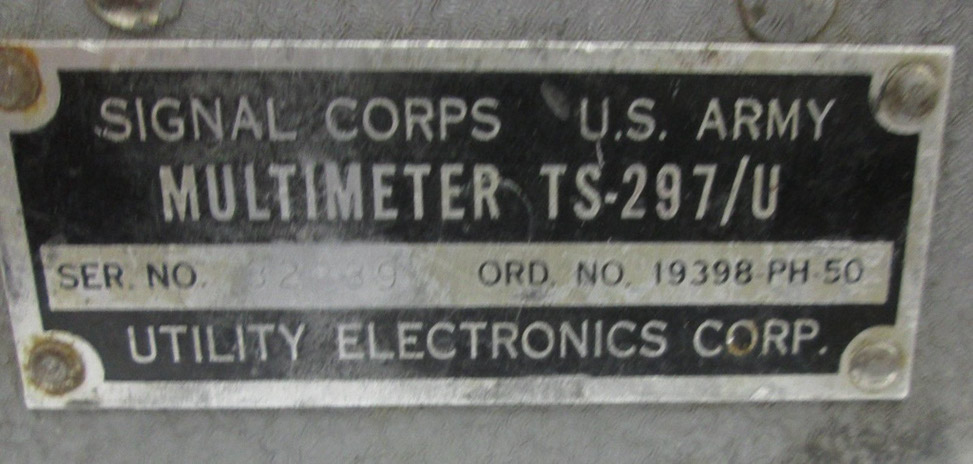 SIGNAL CORPS U.S. ARMY
MULTIMETER TS-297/U
SER. NO. ORD. NO. 19398-PH-50
UTILITY ELECTRONICS CORP.